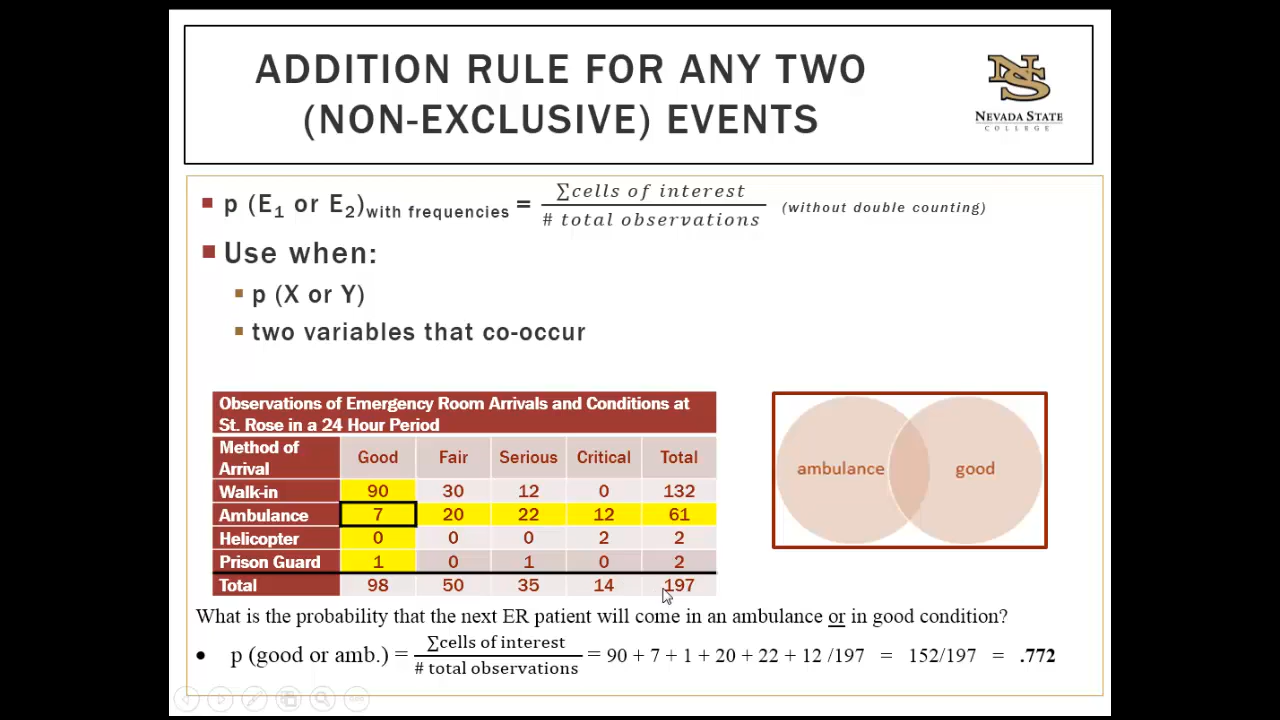 ADDITION RULE FOR ANY TWO
(NON-EXCLUSIVE) EVENTS
NEVADA STATE
COLLEGE
p (E₁ or E₂)with frequencies = ∑cells of interest / # total observations (without double counting)
Use when:
p (X or Y)
two variables that co-occur
Observations of Emergency Room Arrivals and Conditions at
St. Rose in a 24 Hour Period
Method of Arrival Good Fair Serious Critical Total
Walk-in 90 30 12 0 132
Ambulance 7 20 22 12 61
Helicopter 0 0 0 2 2
Prison Guard 1 0 1 0 2
Total 98 50 35 14 197
ambulance good
What is the probability that the next ER patient will come in an ambulance or in good condition?
p (good or amb.) = ∑cells of interest / # total observations = 90 + 7 + 1 + 20 + 22 + 12 /197 = 152/197 = .772